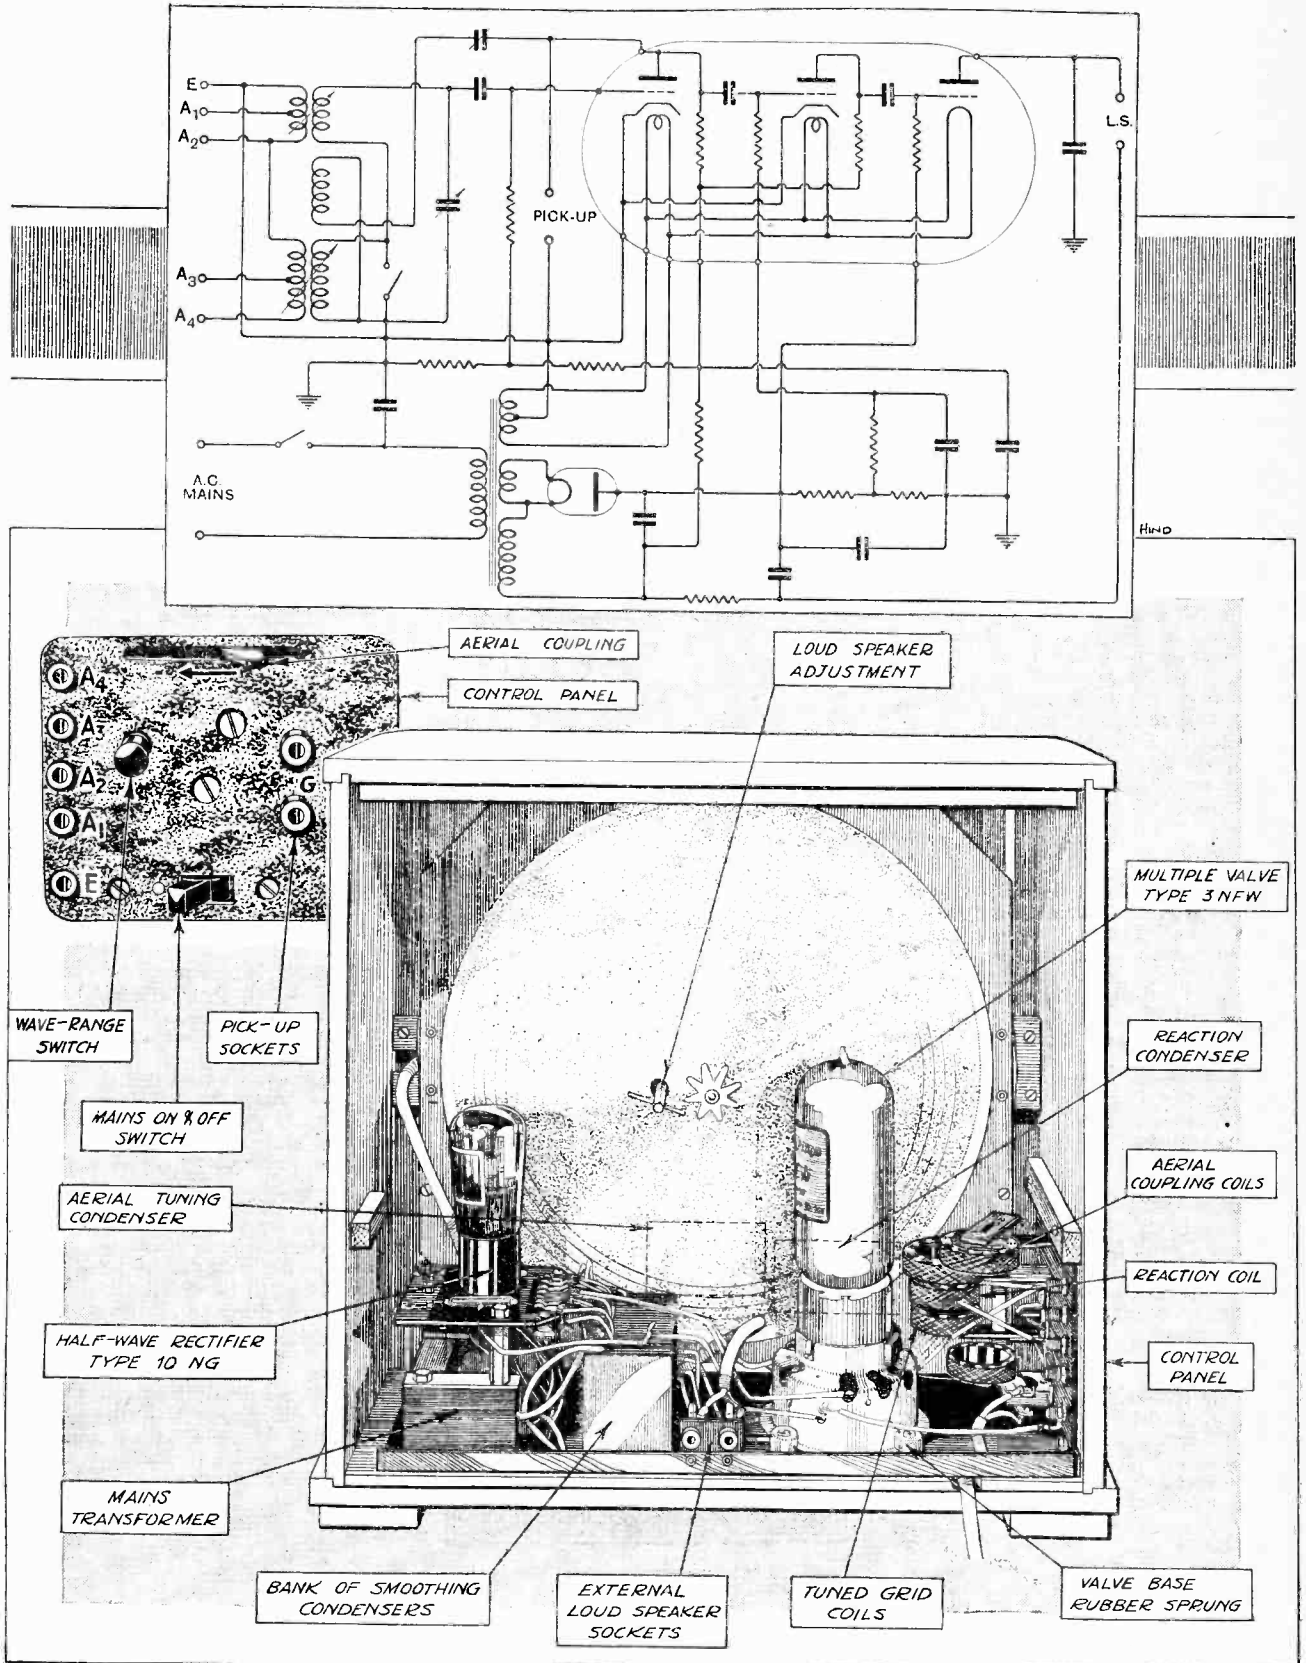 E
A1
A2
L.S.
PICK-UP
A3
A4
A.C.
MAINS
HIND
AERIAL COUPLING
CONTROL PANEL
LOUD SPEAKER
ADJUSTMENT
A4
A3
A2
G
A1
E
MULTIPLE VALVE
TYPE 3NFW
WAVE-RANGE
SWITCH
PICK-UP
SOCKETS
REACTION
CONDENSER
MAINS ON & OFF
SWITCH
AERIAL TUNING
CONDENSER
AERIAL
COUPLING COILS
REACTION COIL
HALF-WAVE RECTIFIER
TYPE 10 NG
CONTROL
PANEL
MAINS
TRANSFORMER
BANK OF SMOOTHING
CONDENSERS
EXTERNAL
LOUD SPEAKER
SOCKETS
TUNED GRID
COILS
VALVE BASE
RUBBER SPRUNG